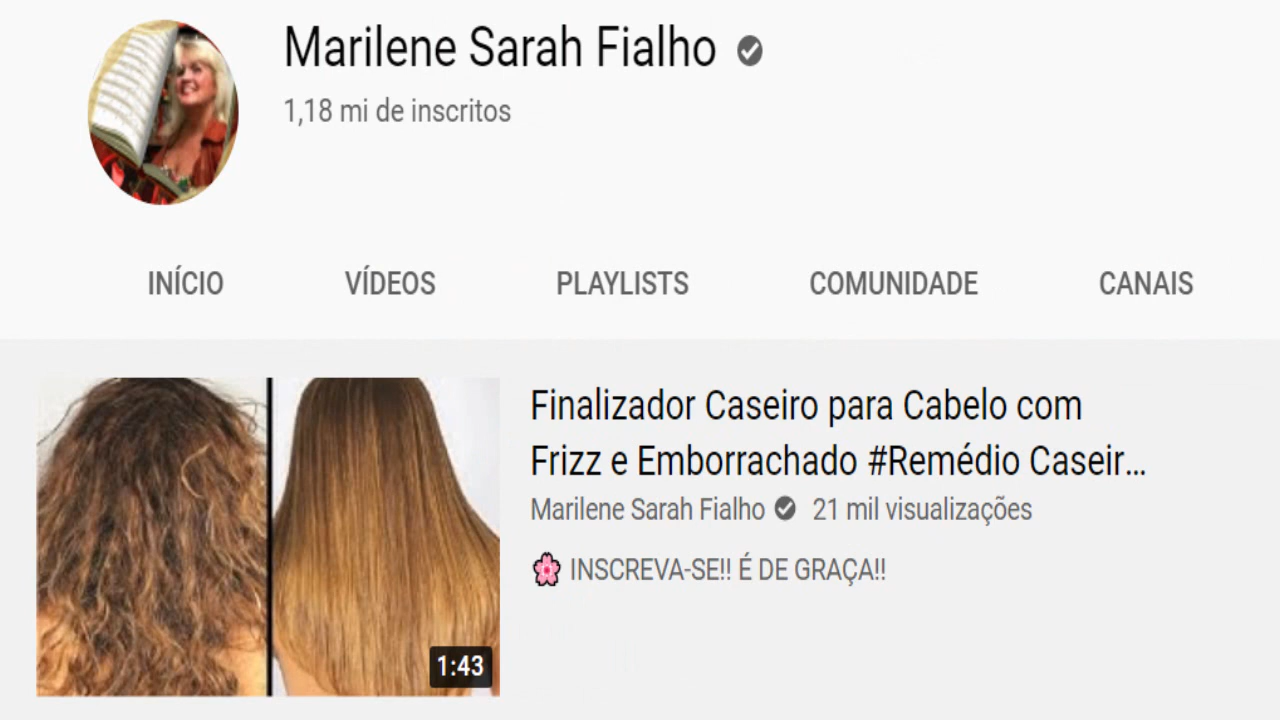 Marilene Sarah Fialho
1,18 mi de inscritos
INÍCIO VÍDEOS PLAYLISTS COMUNIDADE CANAIS
Finalizador Caseiro para Cabelo com
Frizz e Emborrachado #Remédio Caseir...
Marilene Sarah Fialho 21 mil visualizações
🌸 INSCREVA-SE!! É DE GRAÇA!!
1:43